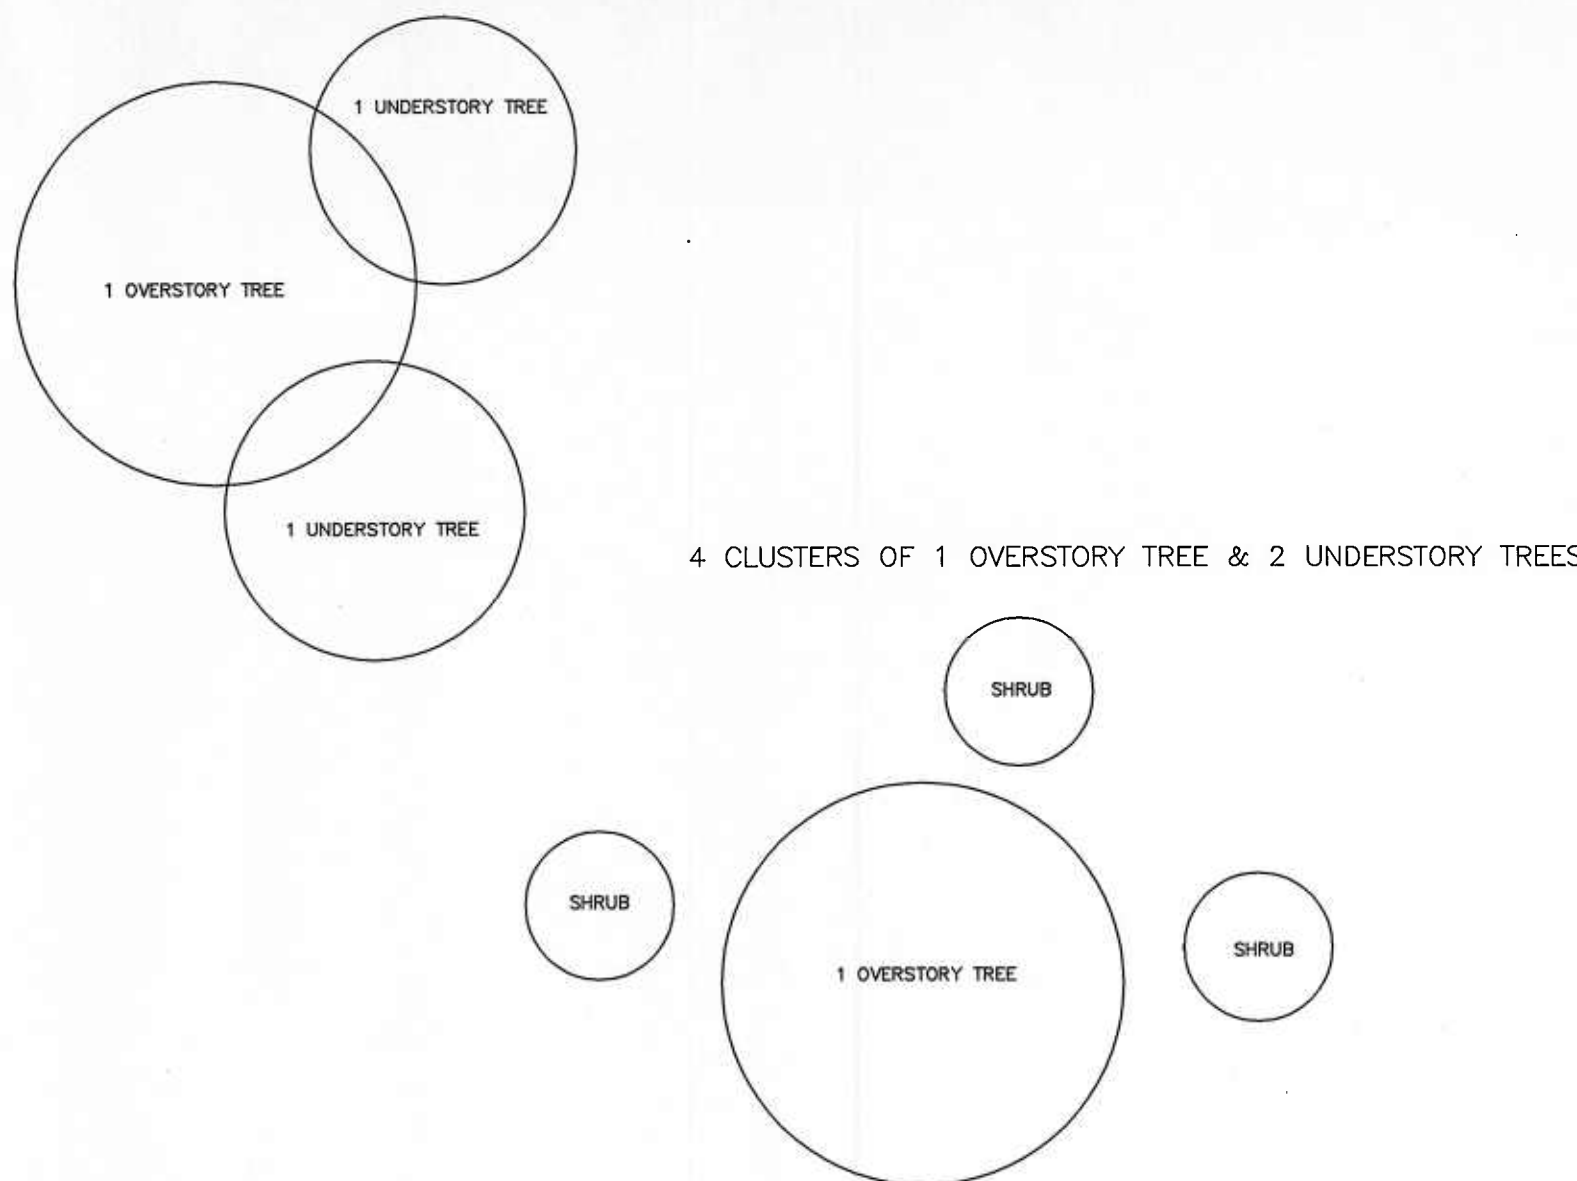 1 UNDERSTORY TREE
1 OVERSTORY TREE
1 UNDERSTORY TREE
4 CLUSTERS OF 1 OVERSTORY TREE & 2 UNDERSTORY TREES
SHRUB
SHRUB
SHRUB
1 OVERSTORY TREE